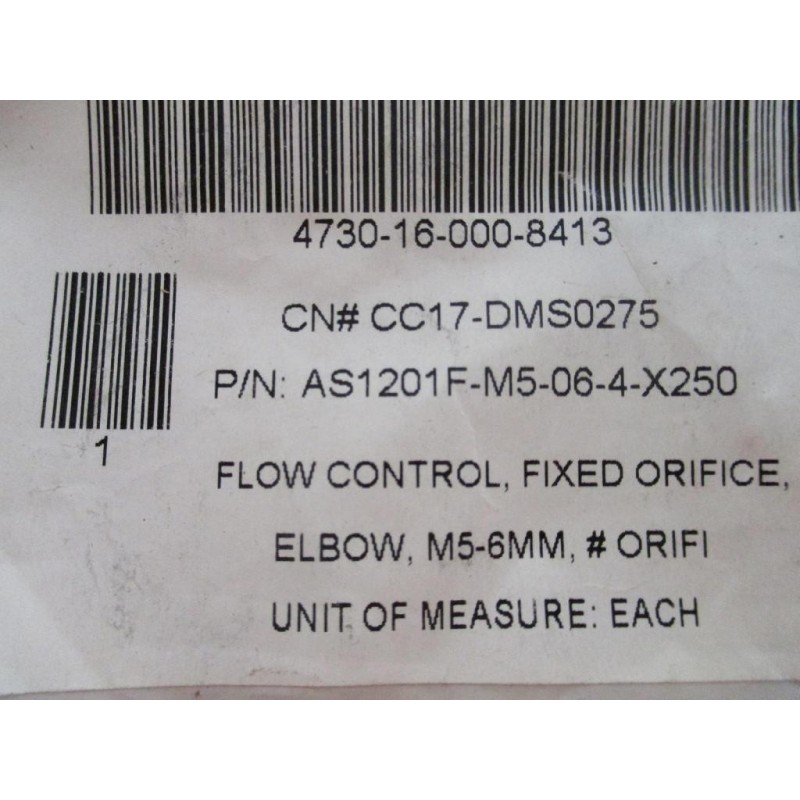 4730-16-000-8413
CN# CC17-DMS0275
P/N: AS1201F-M5-06-4-X250
1
FLOW CONTROL, FIXED ORIFICE,
ELBOW, M5-6MM, # ORIFI
UNIT OF MEASURE: EACH